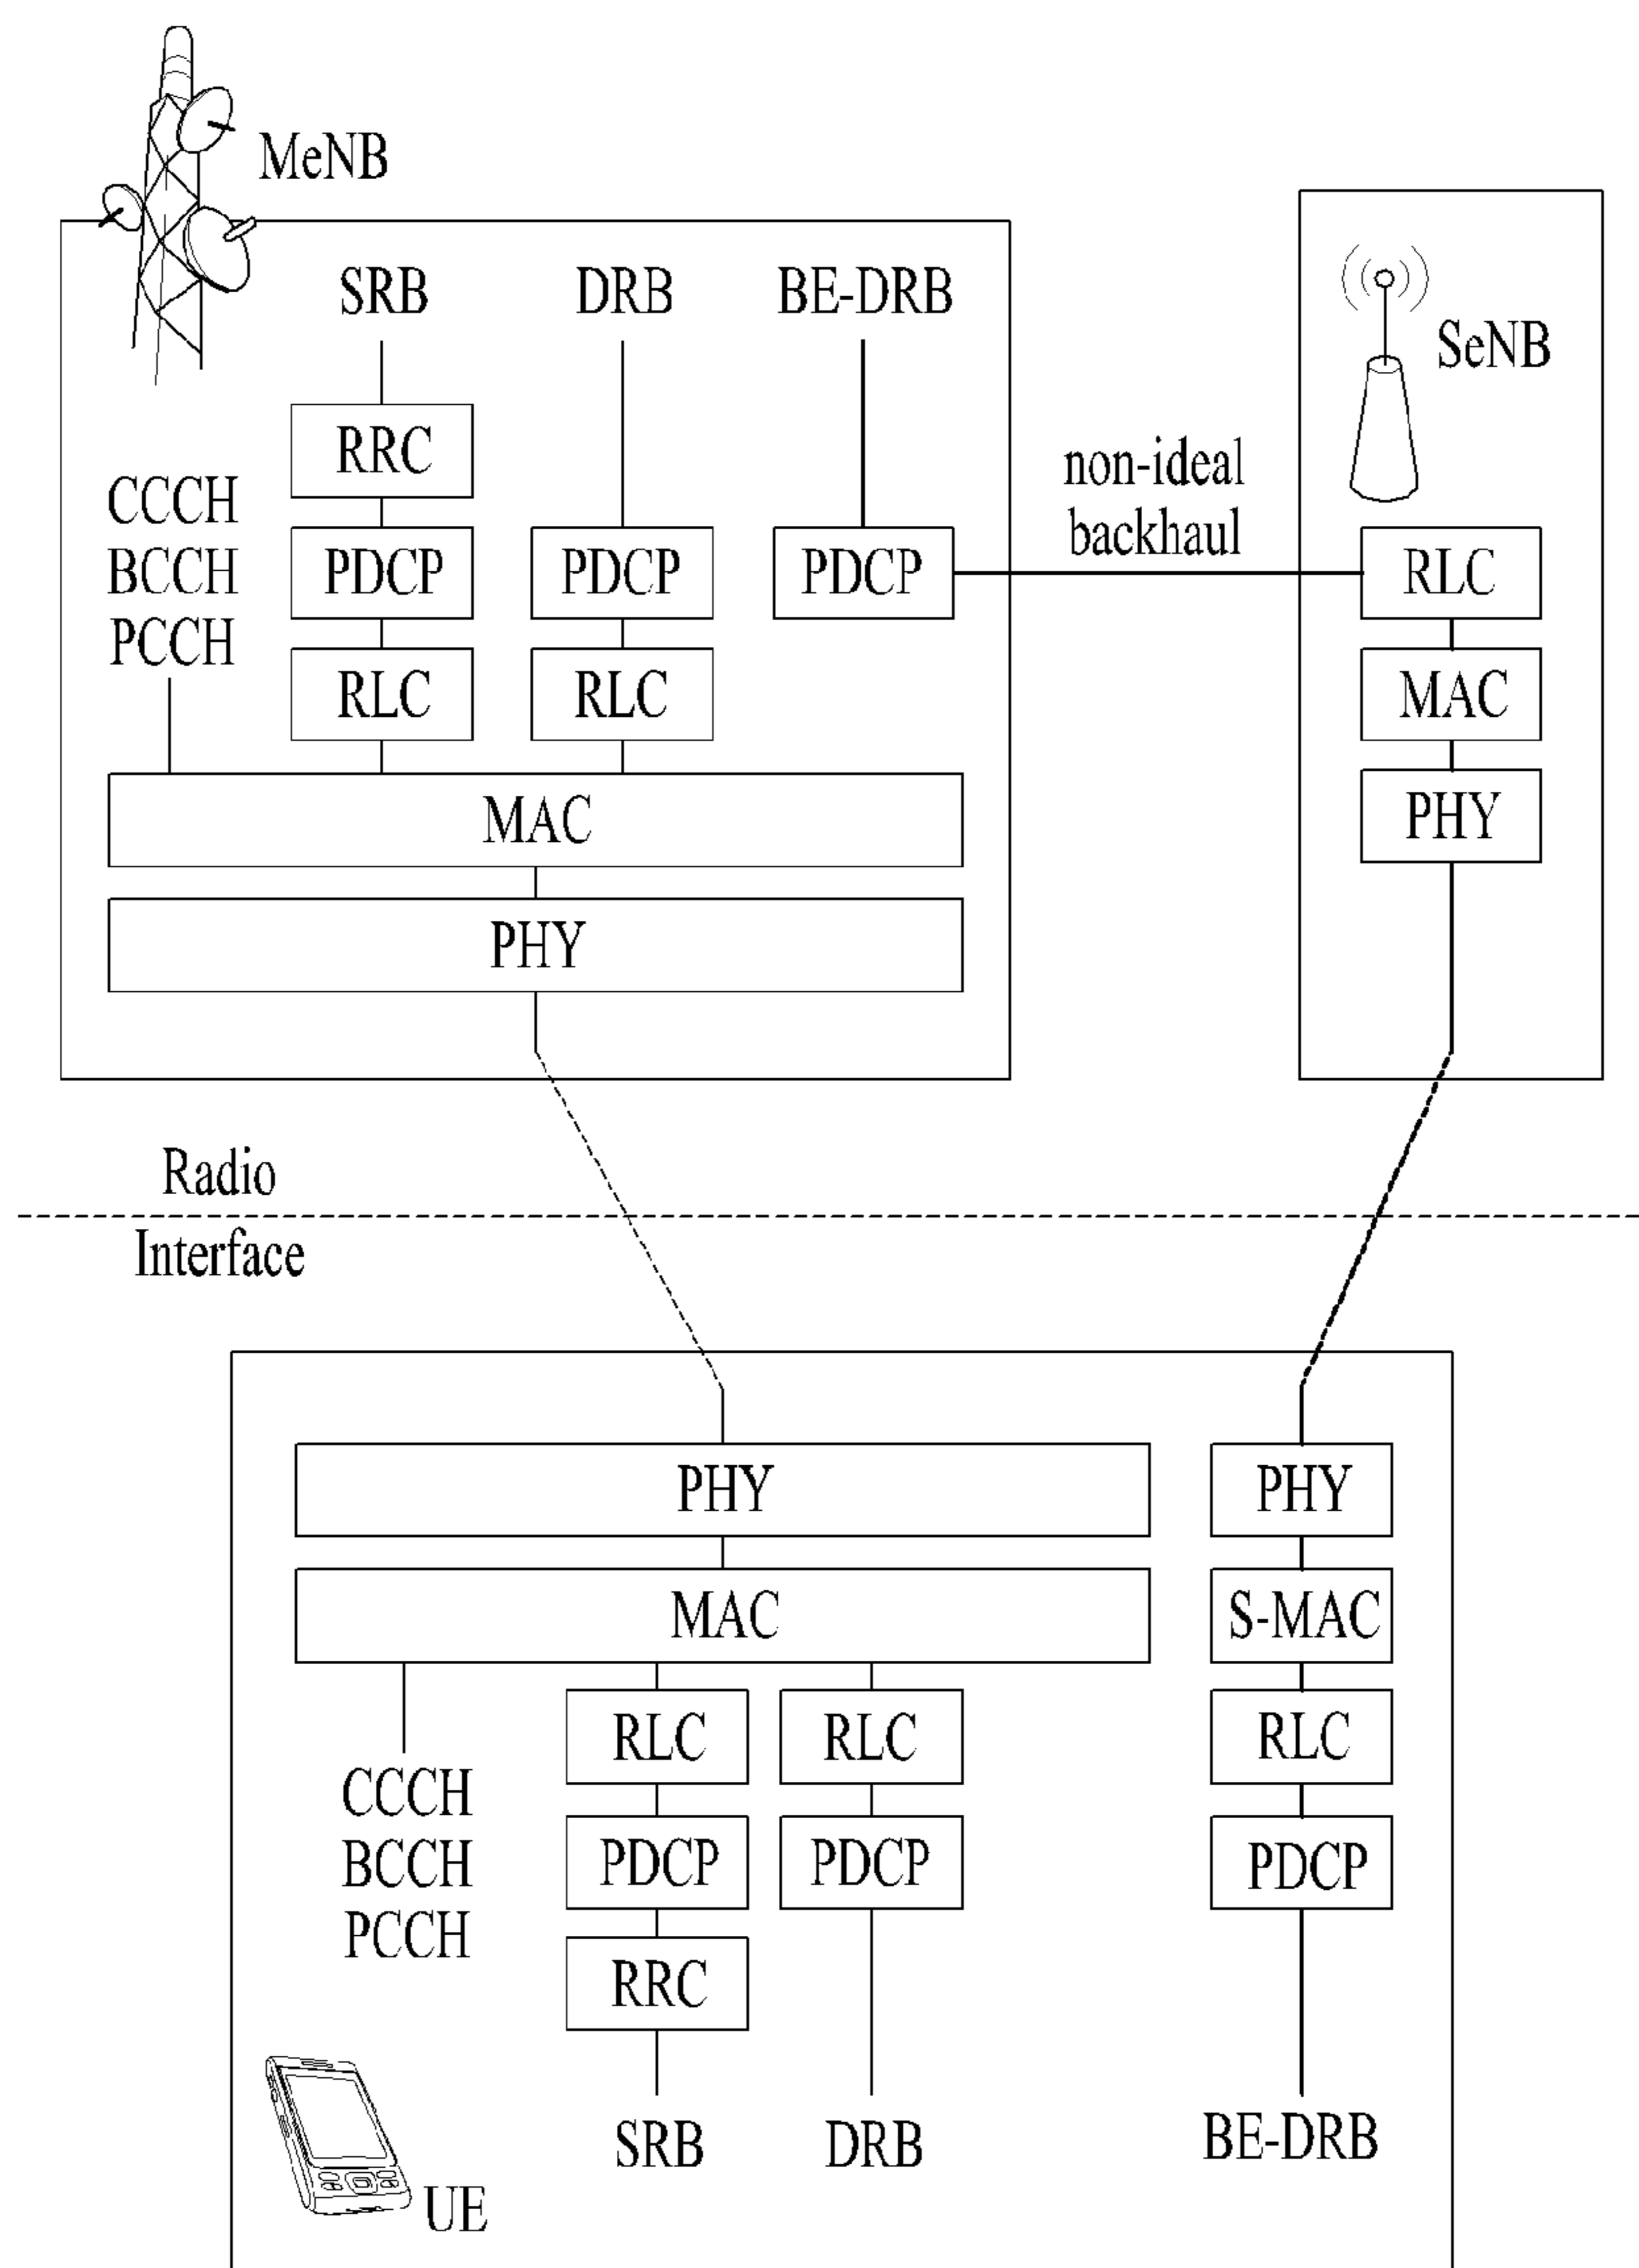 MeNB
SRB
DRB
BE-DRB
SeNB
RRC
non-ideal
backhaul
CCCH
BCCH
PCCH
PDCP
PDCP
PDCP
RLC
RLC
RLC
MAC
MAC
PHY
PHY
Radio
Interface
PHY
PHY
MAC
S-MAC
RLC
RLC
RLC
CCCH
BCCH
PCCH
PDCP
PDCP
PDCP
RRC
SRB
DRB
BE-DRB
UE